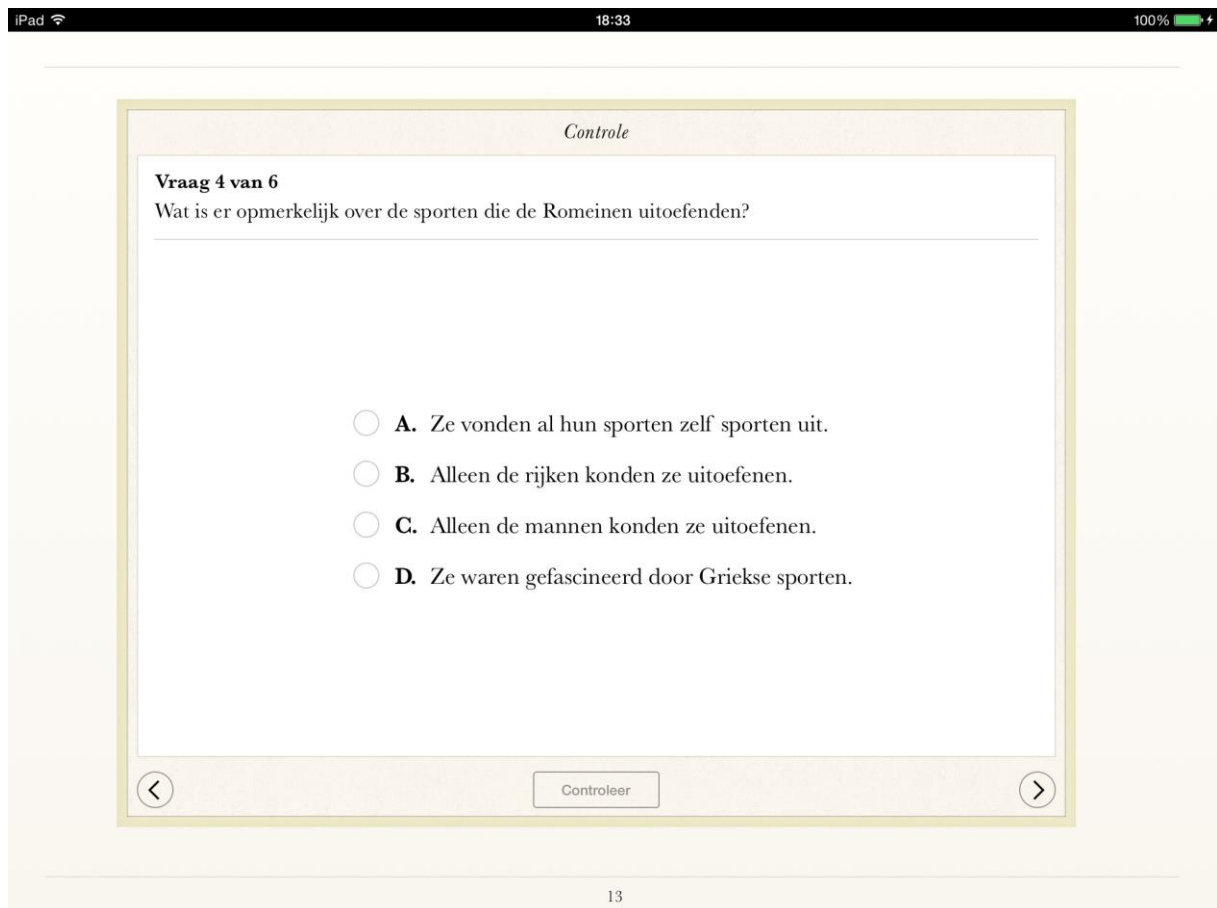 iPad 18:33 100%
Controle
Vraag 4 van 6
Wat is er opmerkelijk over de sporten die de Romeinen uitoefenden?
A. Ze vonden al hun sporten zelf sporten uit.
B. Alleen de rijken konden ze uitoefenen.
C. Alleen de mannen konden ze uitoefenen.
D. Ze waren gefascineerd door Griekse sporten.
Controleer
13